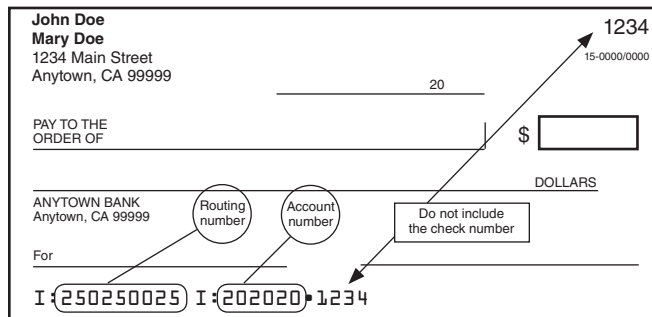 John Doe
Mary Doe
1234 Main Street
Anytown, CA 99999
1234
15-0000/0000
20
PAY TO THE
ORDER OF
$
DOLLARS
ANYTOWN BANK
Anytown, CA 99999
Routing
number
Account
number
Do not include
the check number
For
I:250250025 I:202020•1234